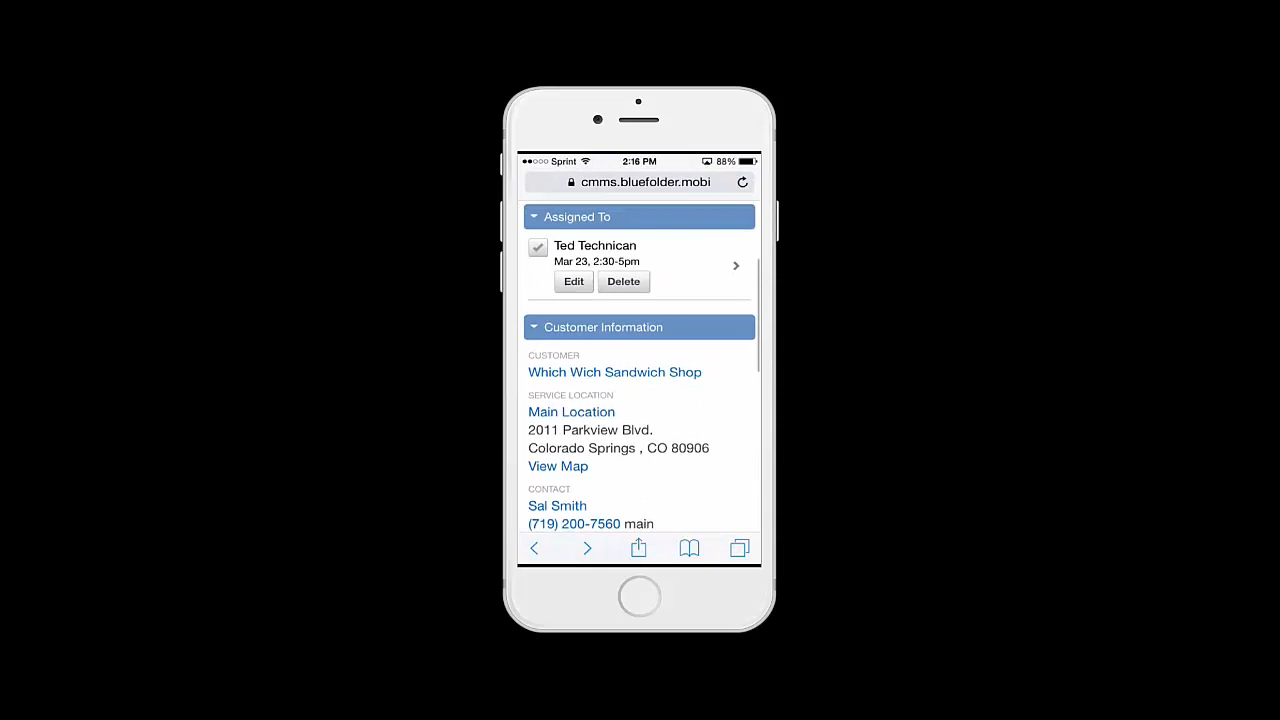 Sprint 2:16 PM 88%
cmms.bluefolder.mobi
Assigned To
Ted Technican
Mar 23, 2:30-5pm
Edit Delete
Customer Information
CUSTOMER
Which Wich Sandwich Shop
SERVICE LOCATION
Main Location
2011 Parkview Blvd.
Colorado Springs , CO 80906
View Map
CONTACT
Sal Smith
(719) 200-7560 main